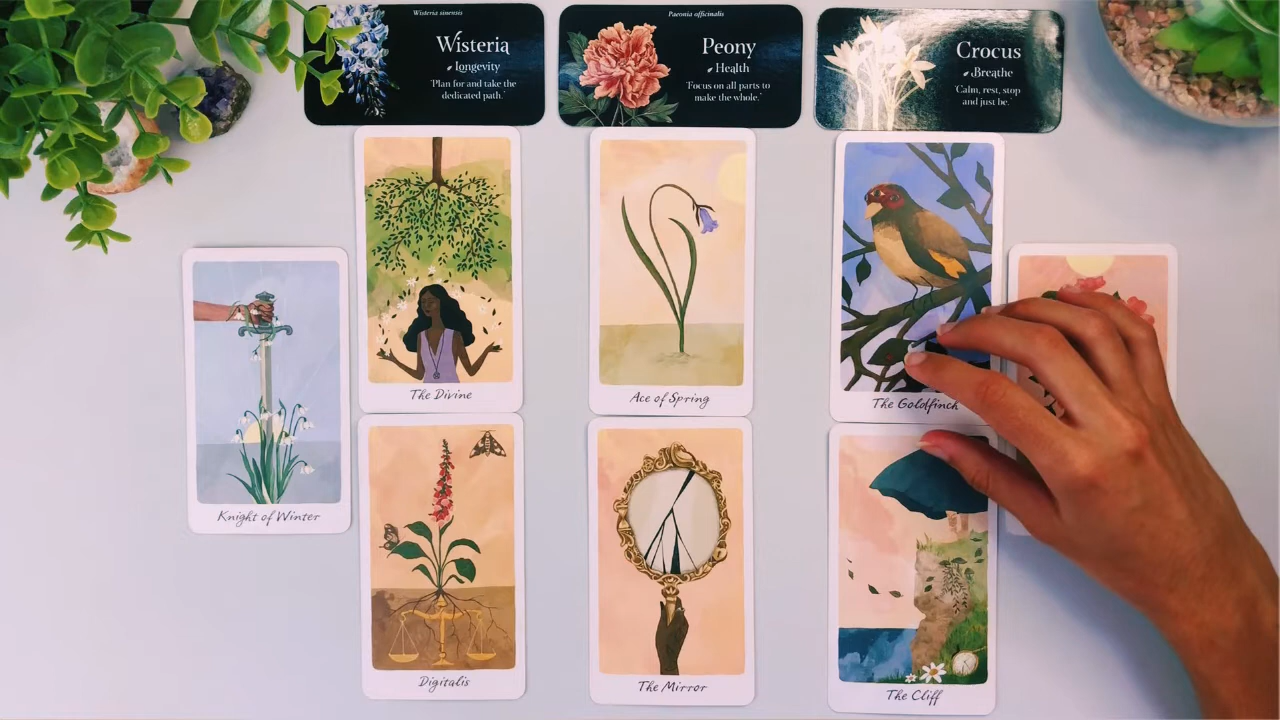 Wisteria sinensis
Wisteria
Longevity
'Plan for and take the
dedicated path.'
Paeonia officinalis
Peony
Health
'Focus on all parts to
make the whole.'
Crocus
Breathe
'Calm, rest, stop
and just be.'
Knight of Winter
The Divine
Ace of Spring
The Goldfinch
Digitalis
The Mirror
The Cliff